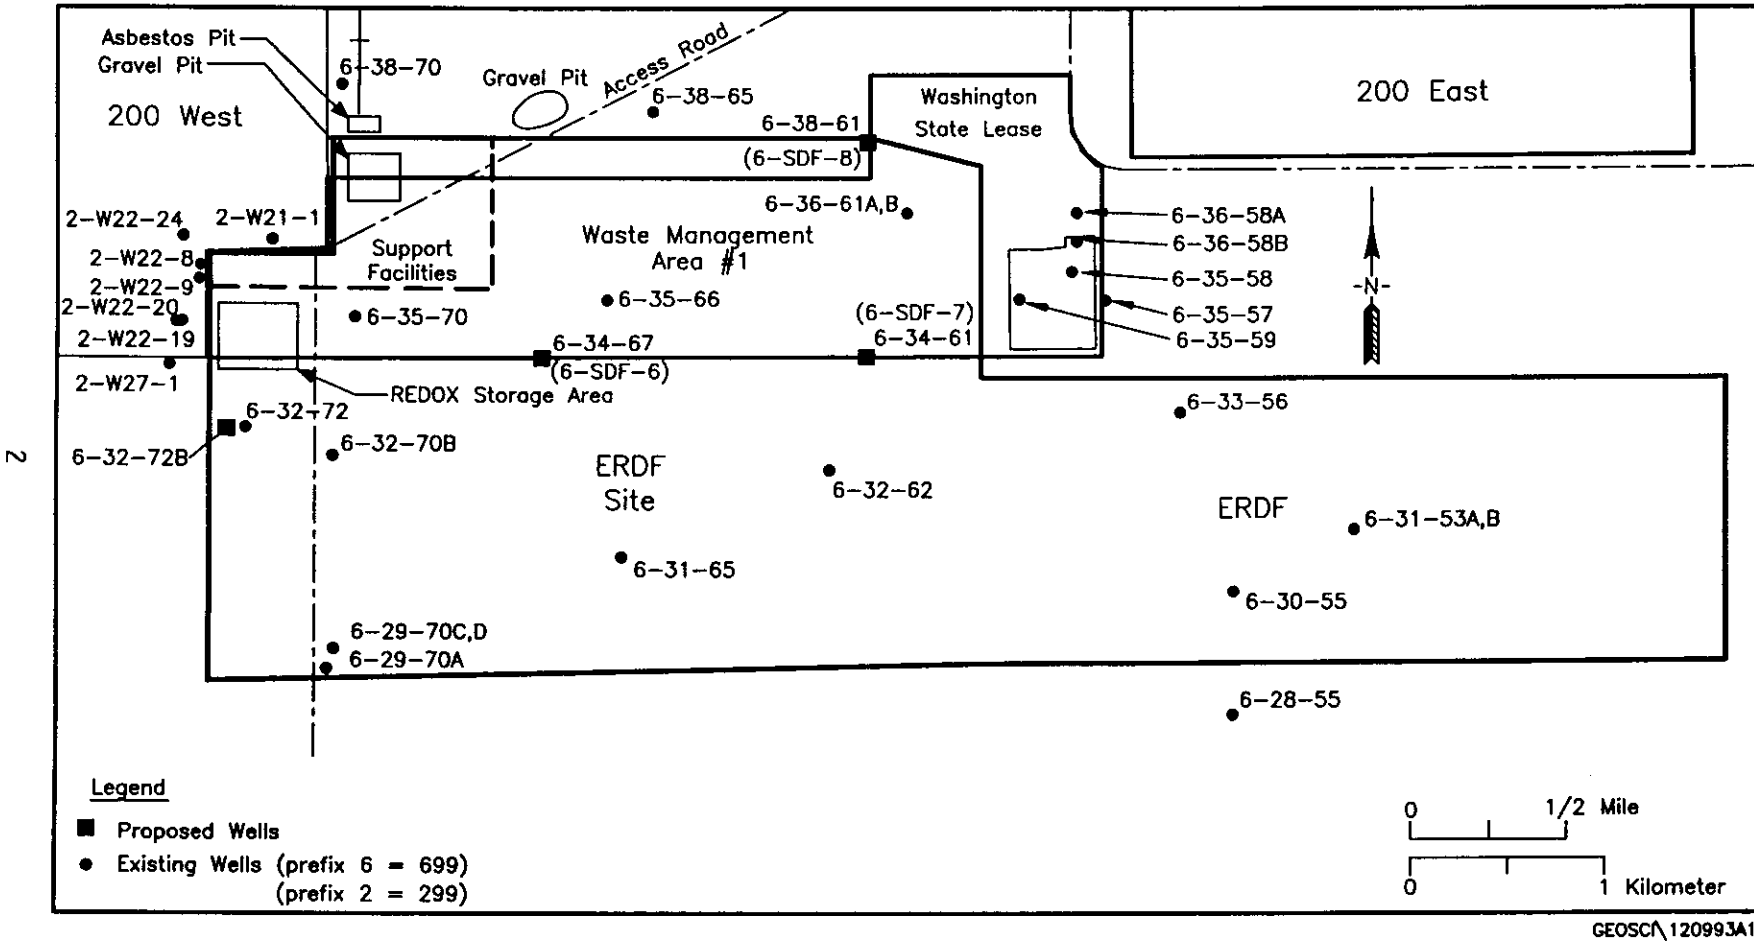 Asbestos Pit
Gravel Pit
6-38-70
Gravel Pit
Access Road
6-38-65
200 West
Washington
State Lease
200 East
6-38-61
(6-SDF-8)
2-W22-24
2-W21-1
6-36-61A,B
6-36-58A
6-36-58B
Support
Facilities
Waste Management
Area #1
2-W22-8
2-W22-9
6-35-58
-N-
2-W22-20
6-35-70
6-35-66
(6-SDF-7)
6-34-61
6-35-57
6-35-59
2-W22-19
6-34-67
(6-SDF-6)
2-W27-1
REDOX Storage Area
6-32-72
6-33-56
6-32-72B
6-32-70B
ERDF
Site
6-32-62
ERDF
6-31-53A,B
6-31-65
6-30-55
6-29-70C,D
6-29-70A
6-28-55
2
Legend
Proposed Wells
Existing Wells (prefix 6 = 699)
(prefix 2 = 299)
0 1/2 Mile
0 1 Kilometer
GEOSCI\120993A1